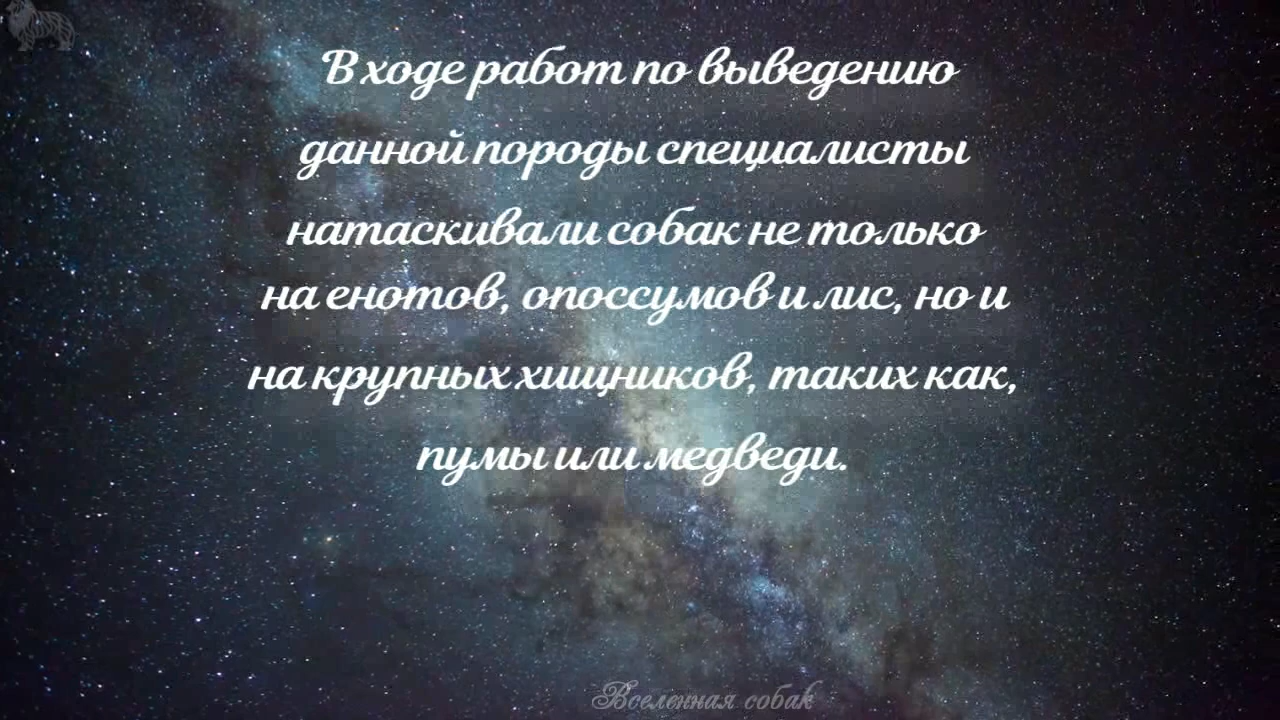 В ходе работ по выведению
данной породы специалисты
натаскивали собак не только
на енотов, опоссумов и лис, но и
на крупных хищников, таких как,
пумы или медведи.
Вселенная собак